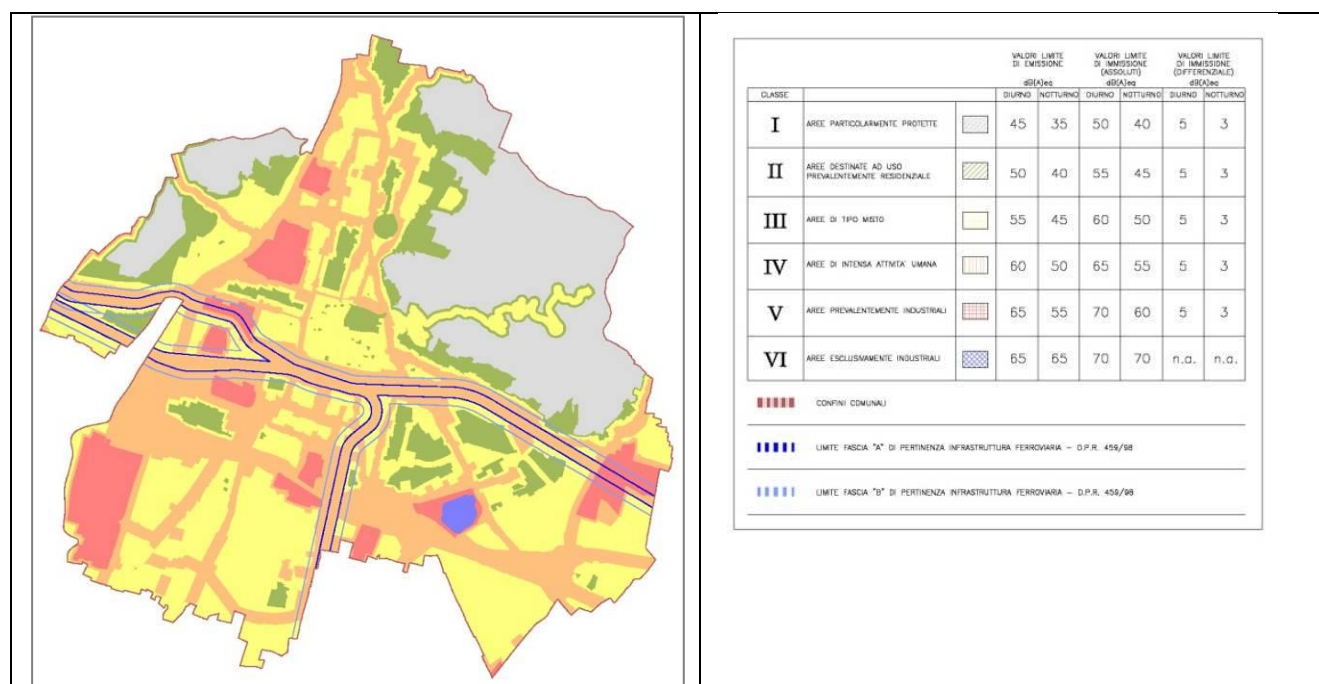 VALORI LIMITE DI EMISSIONE dB(A)eq VALORI LIMITE DI IMMISSIONE (ASSOLUTI) dB(A)eq VALORI LIMITE DI IMMISSIONE (DIFFERENZIALE) dB(A)eq
CLASSE DIURNO NOTTURNO DIURNO NOTTURNO DIURNO NOTTURNO
I AREE PARTICOLARMENTE PROTETTE 45 35 50 40 5 3
II AREE DESTINATE AD USO PREVALENTEMENTE RESIDENZIALE 50 40 55 45 5 3
III AREE DI TIPO MISTO 55 45 60 50 5 3
IV AREE DI INTENSA ATTIVITA' UMANA 60 50 65 55 5 3
V AREE PREVALENTEMENTE INDUSTRIALI 65 55 70 60 5 3
VI AREE ESCLUSIVAMENTE INDUSTRIALI 65 65 70 70 n.a. n.a.
CONFINI COMUNALI
LIMITE FASCIA "A" DI PERTINENZA INFRASTRUTTURA FERROVIARIA – D.P.R. 459/98
LIMITE FASCIA "B" DI PERTINENZA INFRASTRUTTURA FERROVIARIA – D.P.R. 459/98